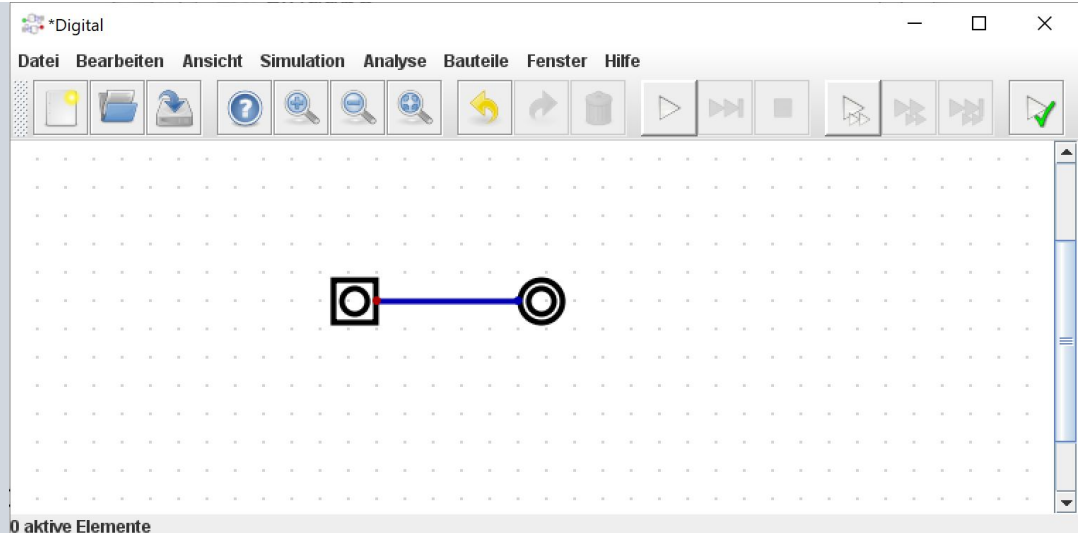 *Digital
Datei Bearbeiten Ansicht Simulation Analyse Bauteile Fenster Hilfe
0 aktive Elemente